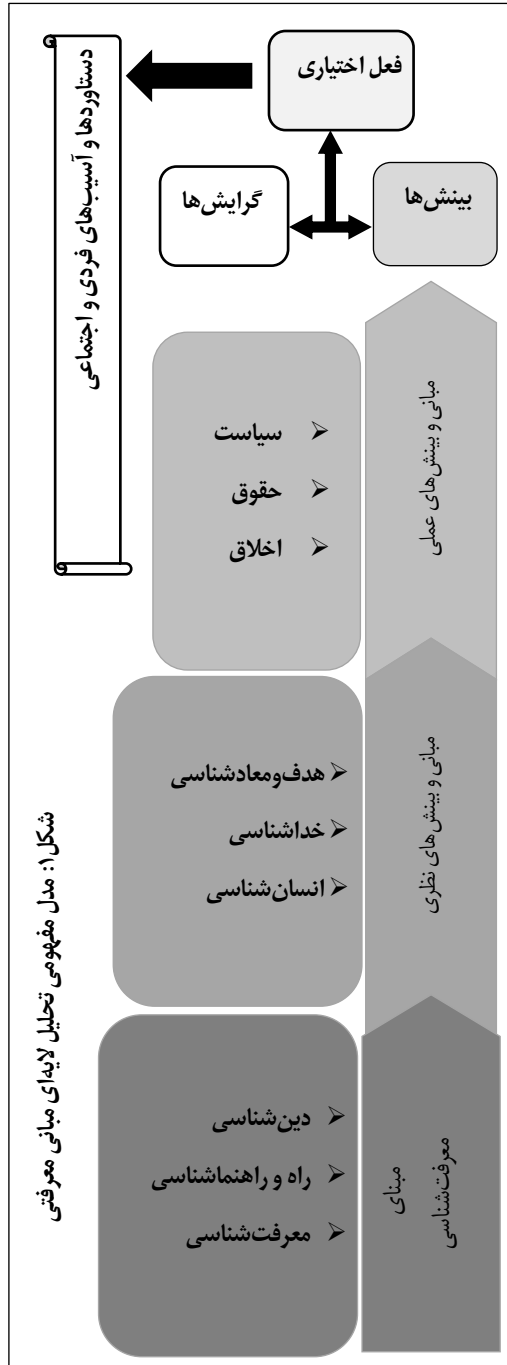 دستاوردها و آسیب‌های فردی و اجتماعی
فعل اختیاری
گرایش‌ها
بینش‌ها
مبانی و بینش‌های عملی
➢ سیاست
➢ حقوق
➢ اخلاق
مبانی و بینش‌های نظری
➢ هدف‌ومعادشناسی
➢ خداشناسی
➢ انسان‌شناسی
مبنای
معرفت‌شناسی
➢ دین‌شناسی
➢ راه و راهنماشناسی
➢ معرفت‌شناسی
شکل۱: مدل مفهومی تحلیل لایه‌ای مبانی معرفتی